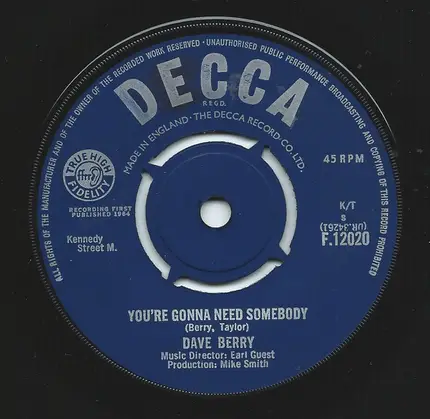 ALL RIGHTS OF THE MANUFACTURER AND OF THE OWNER OF THE RECORDED WORK RESERVED · UNAUTHORISED PUBLIC PERFORMANCE BROADCASTING AND COPYING OF THIS RECORD PROHIBITED
DECCA
REGD.
MADE IN ENGLAND · THE DECCA RECORD CO. LTD.
TRUE HIGH
FIDELITY
45 RPM
RECORDING FIRST
PUBLISHED 1964
K/T
S
(DR.34261)
F.12020
Kennedy
Street M.
YOU'RE GONNA NEED SOMEBODY
(Berry, Taylor)
DAVE BERRY
Music Director: Earl Guest
Production: Mike Smith